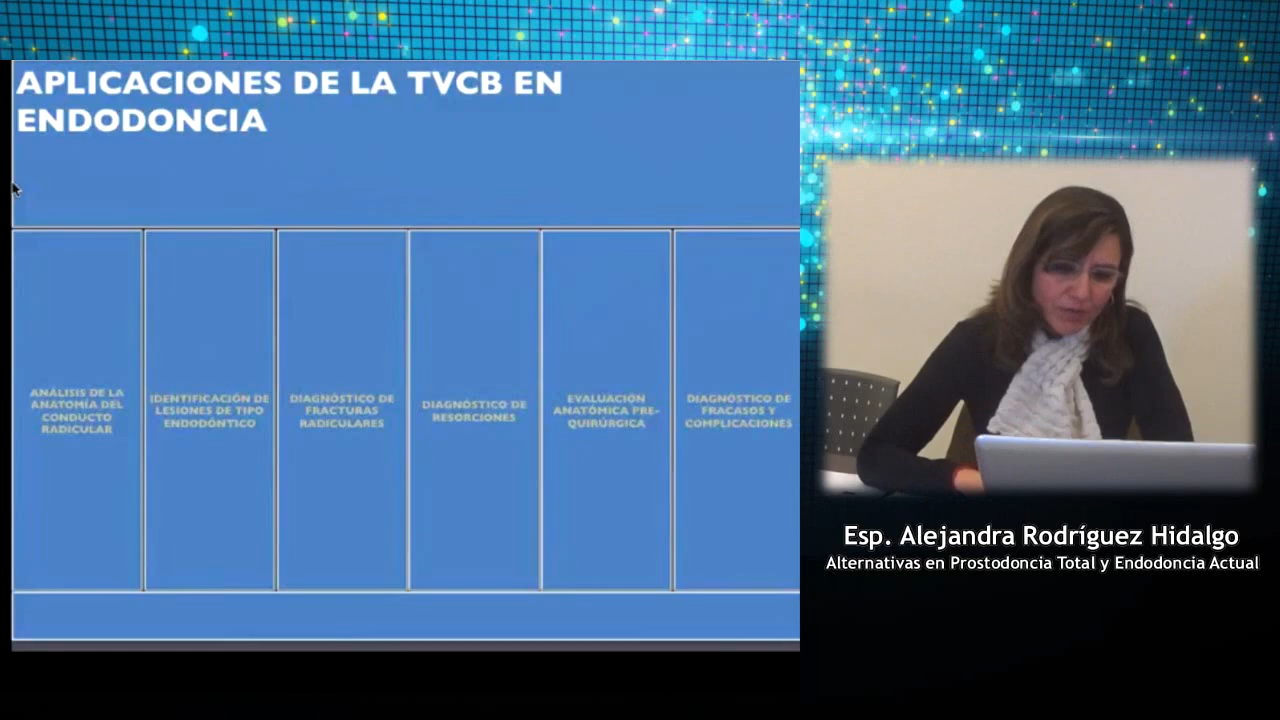 APLICACIONES DE LA TVCB EN
ENDODONCIA
ANÁLISIS DE LA
ANATOMÍA DEL
CONDUCTO
RADICULAR
IDENTIFICACIÓN DE
LESIONES DE TIPO
ENDODÓNTICO
DIAGNÓSTICO DE
FRACTURAS
RADICULARES
DIAGNÓSTICO DE
RESORCIONES
EVALUACIÓN
ANATÓMICA PRE-
QUIRÚRGICA
DIAGNÓSTICO DE
FRACASOS Y
COMPLICACIONES
Esp. Alejandra Rodríguez Hidalgo
Alternativas en Prostodoncia Total y Endodoncia Actual